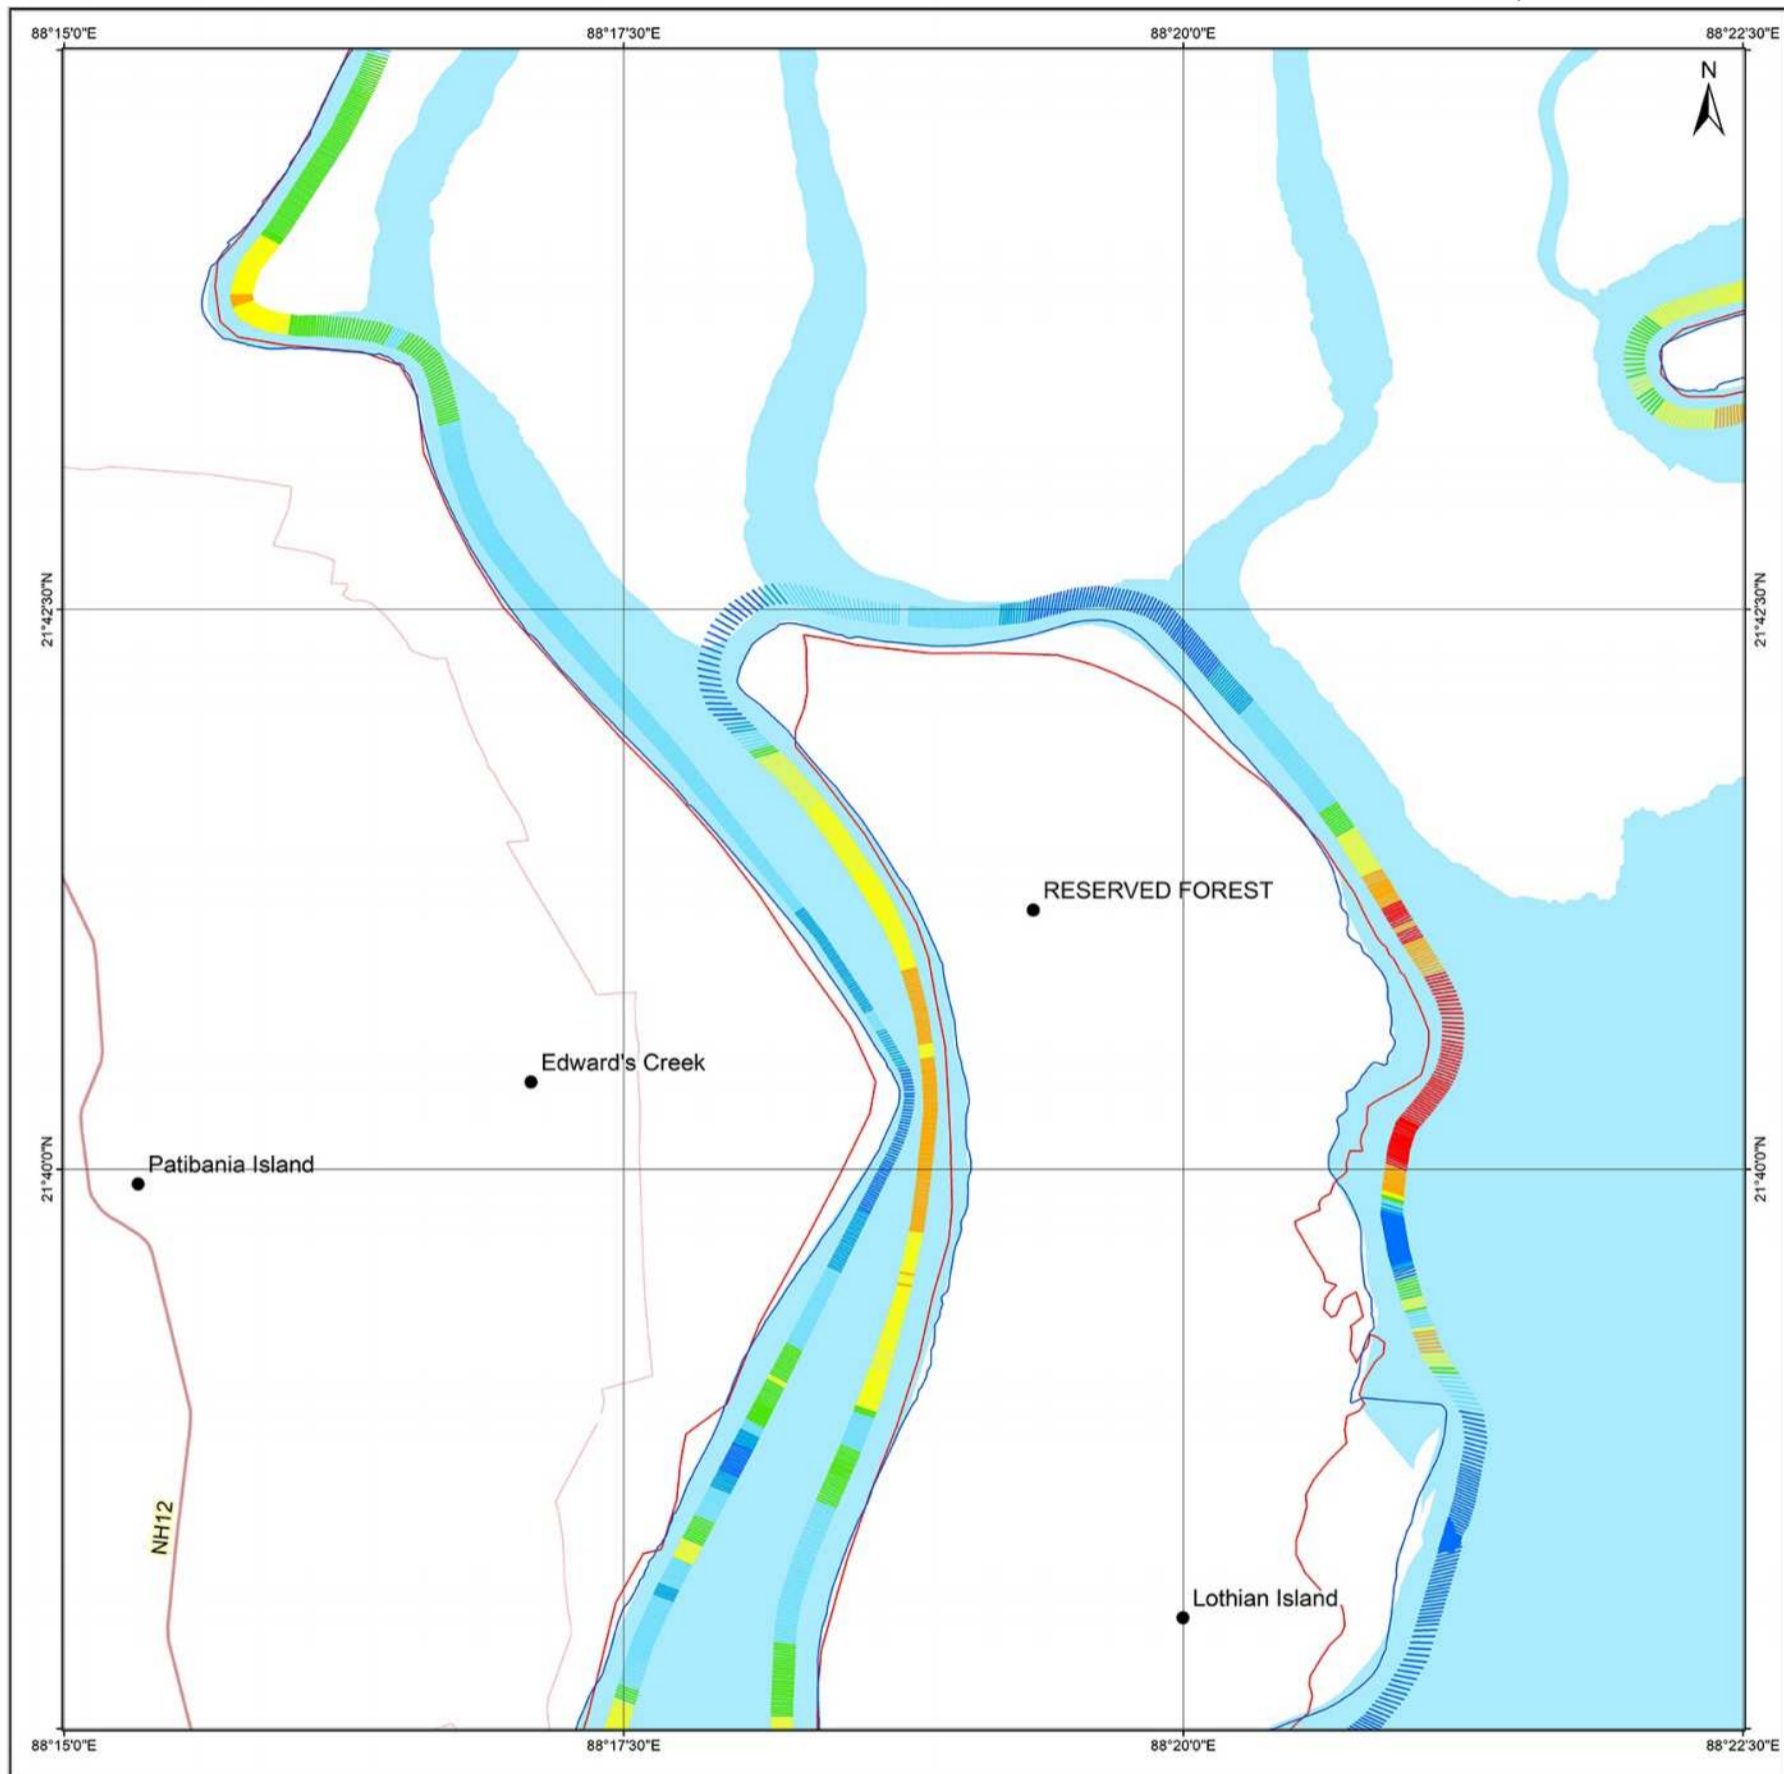 88°15'0"E 88°17'30"E 88°20'0"E 88°22'30"E
N
21°42'30"N 21°42'30"N
RESERVED FOREST
Edward's Creek
Patibania Island
21°40'0"N 21°40'0"N
NH12
Lothian Island
88°15'0"E 88°17'30"E 88°20'0"E 88°22'30"E